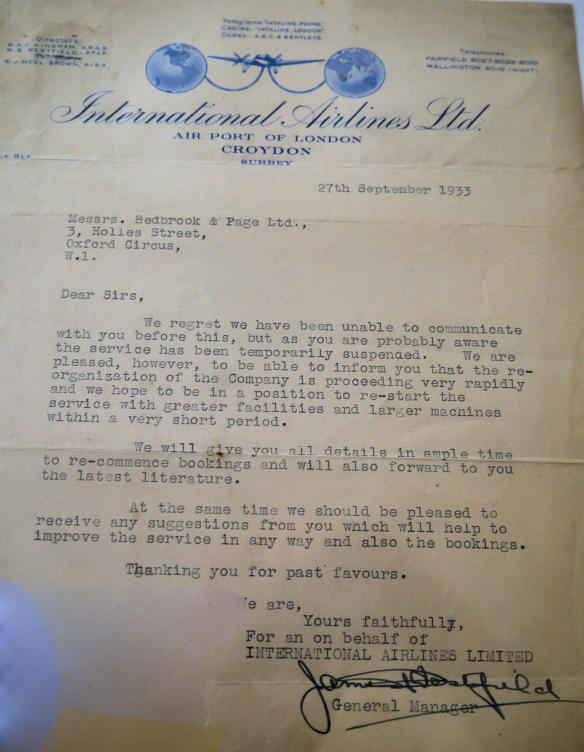 Telegrams: "INTALINE, PHONE,"
Cables: "INTALINE, LONDON"
Codes: A.B.C. & BENTLEYS.
Directors:
R.J. NOEL-BROWN, A.I.B.A.
Telephones:
FAIRFIELD 6027-6028-6010
WALLINGTON 4010 (NIGHT)
International Airlines Ltd.
AIR PORT OF LONDON
CROYDON
SURREY
27th September 1933
Messrs. Bedbrook & Page Ltd.,
3, Holles Street,
Oxford Circus,
W.1.
Dear Sirs,
We regret we have been unable to communicate
with you before this, but as you are probably aware
the service has been temporarily suspended. We are
pleased, however, to be able to inform you that the re-
organization of the Company is proceeding very rapidly
and we hope to be in a position to re-start the
service with greater facilities and larger machines
within a very short period.
We will give you all details in ample time
to re-commence bookings and will also forward to you
the latest literature.
At the same time we should be pleased to
receive any suggestions from you which will help to
improve the service in any way and also the bookings.
Thanking you for past favours.
e are,
Yours faithfully,
For an on behalf of
INTERNATIONAL AIRLINES LIMITED
General Manager